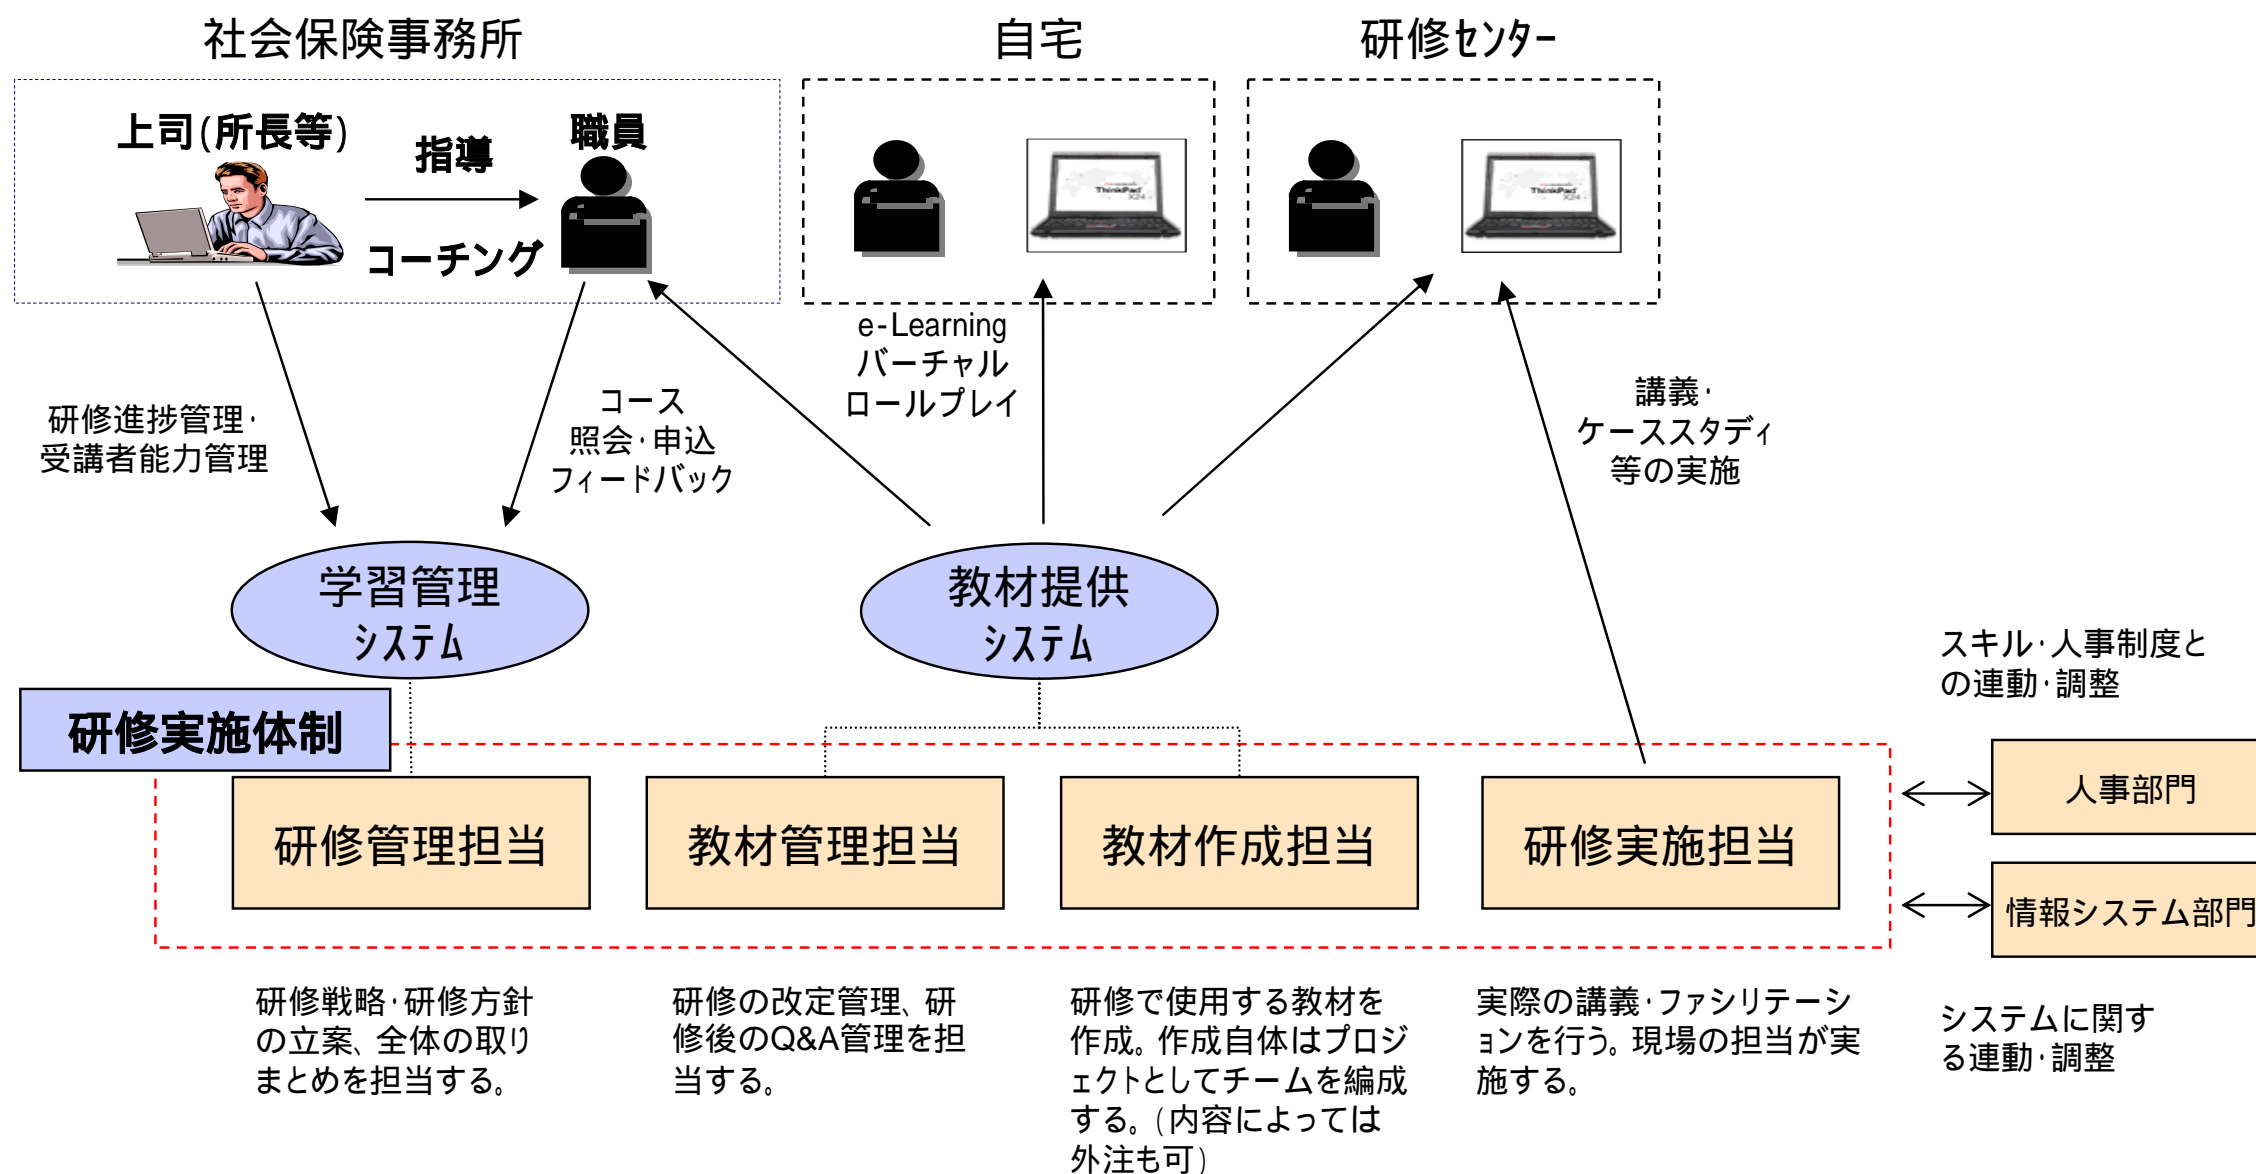 社会保険事務所
自宅
研修センター
上司(所長等)
指導
コーチング
職員
ThinkPad
X24
ThinkPad
X24
研修進捗管理・
受講者能力管理
コース
照会・申込
フィードバック
e-Learning
バーチャル
ロールプレイ
講義・
ケーススタディ
等の実施
学習管理
システム
教材提供
システム
スキル・人事制度と
の連動・調整
研修実施体制
研修管理担当
教材管理担当
教材作成担当
研修実施担当
人事部門
情報システム部門
研修戦略・研修方針
の立案、全体の取り
まとめを担当する。
研修の改定管理、研
修後のQ&A管理を担
当する。
研修で使用する教材を
作成。作成自体はプロジ
ェクトとしてチームを編成
する。(内容によっては
外注も可)
実際の講義・ファシリテーシ
ョンを行う。現場の担当が実
施する。
システムに関す
る連動・調整